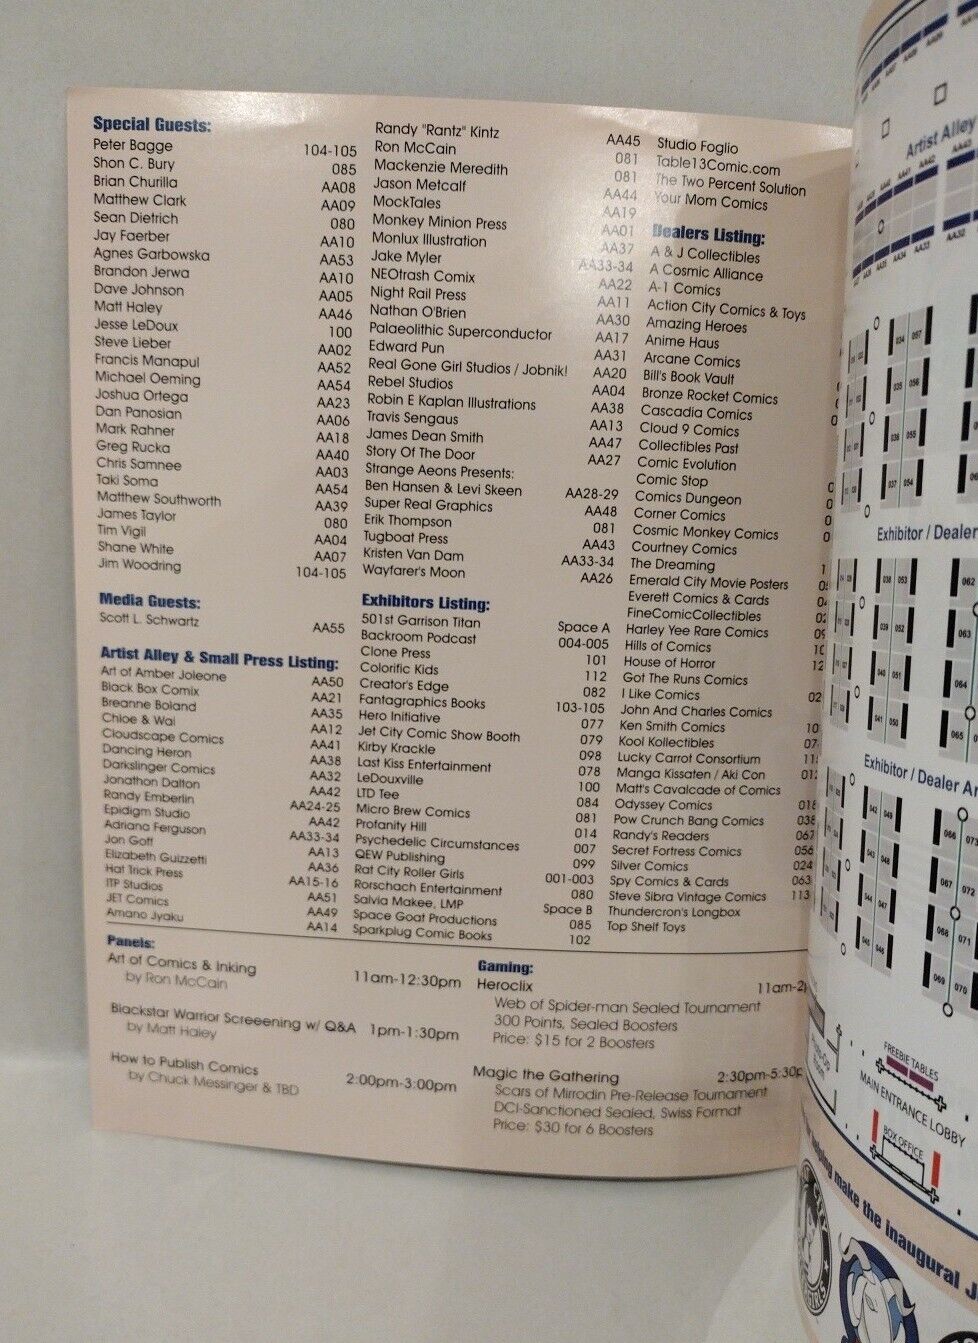 Special Guests:
Peter Bagge 104-105
Shon C. Bury 085
Brian Churilla AA08
Matthew Clark AA09
Sean Dietrich 080
Jay Faerber AA10
Agnes Garbowska AA53
Brandon Jerwa AA10
Dave Johnson AA05
Matt Haley AA46
Jesse LeDoux 100
Steve Lieber AA02
Francis Manapul AA52
Michael Oeming AA54
Joshua Ortega AA23
Dan Panosian AA06
Mark Rahner AA18
Greg Rucka AA40
Chris Samnee AA03
Taki Soma AA54
Matthew Southworth AA39
James Taylor 080
Tim Vigil AA04
Shane White AA07
Jim Woodring 104-105
Media Guests:
Scott L. Schwartz AA55
Artist Alley & Small Press Listing:
Art of Amber Joleone AA50
Black Box Comix AA21
Breanne Boland AA35
Chloe & Wal AA12
Cloudscape Comics AA41
Dancing Heron AA38
Darkslinger Comics AA32
Jonathon Dalton AA42
Randy Emberlin AA24-25
Epidigm Studio AA42
Adriana Ferguson AA33-34
Jon Goff AA13
Elizabeth Guizzetti AA36
Hat Trick Press AA15-16
ITP Studios AA51
JET Comics AA49
Amano Jyaku AA14
Randy "Rantz" Kintz AA45
Ron McCain 081
Mackenzie Meredith 081
Jason Metcalf AA44
MockTales AA19
Monkey Minion Press AA01
Monlux Illustration AA37
Jake Myler AA33-34
NEOtrash Comix AA22
Night Rail Press AA11
Nathan O'Brien AA30
Palaeolithic Superconductor AA17
Edward Pun AA31
Real Gone Girl Studios / Jobnik! AA20
Rebel Studios AA04
Robin E Kaplan Illustrations AA38
Travis Sengaus AA13
James Dean Smith AA47
Story Of The Door AA27
Strange Aeons Presents:
Ben Hansen & Levi Skeen AA28-29
Super Real Graphics AA48
Erik Thompson 081
Tugboat Press AA43
Kristen Van Dam AA33-34
Wayfarer's Moon AA26
Exhibitors Listing:
501st Garrison Titan Space A
Backroom Podcast 004-005
Clone Press 101
Colorific Kids 112
Creator's Edge 082
Fantagraphics Books 103-105
Hero Initiative 077
Jet City Comic Show Booth 079
Kirby Krackle 098
Last Kiss Entertainment 078
LeDouxville 100
LTD Tee 084
Micro Brew Comics 081
Profanity Hill 014
Psychedelic Circumstances 007
QEW Publishing 099
Rat City Roller Girls 001-003
Rorschach Entertainment 080
Salvia Makee, LMP Space B
Space Goat Productions 085
Sparkplug Comic Books 102
Studio Foglio
Table13Comic.com
The Two Percent Solution
Your Mom Comics
Dealers Listing:
A & J Collectibles
A Cosmic Alliance
A-1 Comics
Action City Comics & Toys
Amazing Heroes
Anime Haus
Arcane Comics
Bill's Book Vault
Bronze Rocket Comics
Cascadia Comics
Cloud 9 Comics
Collectibles Past
Comic Evolution
Comic Stop
Comics Dungeon
Corner Comics
Cosmic Monkey Comics
Courtney Comics
The Dreaming
Emerald City Movie Posters
Everett Comics & Cards
FineComicCollectibles
Harley Yee Rare Comics
Hills of Comics
House of Horror
Got The Runs Comics
I Like Comics
John And Charles Comics
Ken Smith Comics
Kool Kollectibles
Lucky Carrot Consortium
Manga Kissaten / Aki Con
Matt's Cavalcade of Comics
Odyssey Comics 018
Pow Crunch Bang Comics 038
Randy's Readers 067
Secret Fortress Comics 056
Silver Comics 024
Spy Comics & Cards 063
Steve Sibra Vintage Comics 113
Thundercron's Longbox
Top Shelf Toys
Panels:
Art of Comics & Inking 11am-12:30pm
by Ron McCain
Blackstar Warrior Screeening w/ Q&A 1pm-1:30pm
by Matt Haley
How to Publish Comics 2:00pm-3:00pm
by Chuck Messinger & TBD
Gaming:
Heroclix 11am-2
Web of Spider-man Sealed Tournament
300 Points, Sealed Boosters
Price: $15 for 2 Boosters
Magic the Gathering 2:30pm-5:30p
Scars of Mirrodin Pre-Release Tournament
DCI-Sanctioned Sealed, Swiss Format
Price: $30 for 6 Boosters
Artist Alley
Exhibitor / Dealer
Exhibitor / Dealer Ar
FREEBIE TABLES
MAIN ENTRANCE LOBBY
BOX OFFICE
helping make the inaugural J